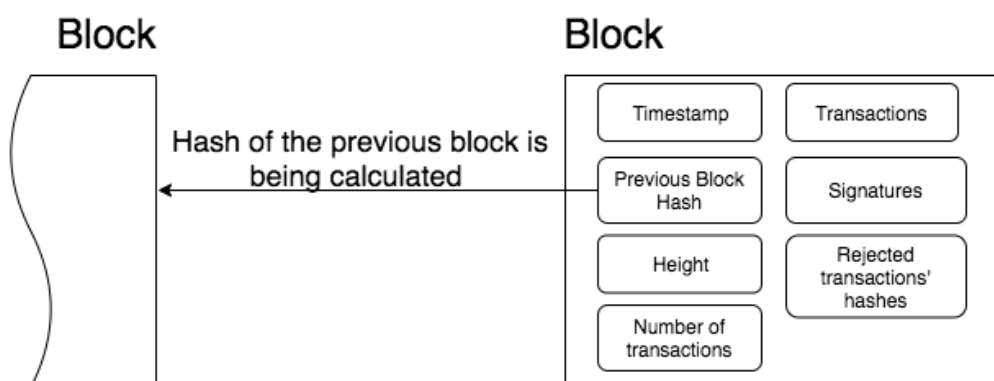 Block
Block
Hash of the previous block is
being calculated
Timestamp
Transactions
Previous Block
Hash
Signatures
Height
Rejected
transactions'
hashes
Number of
transactions